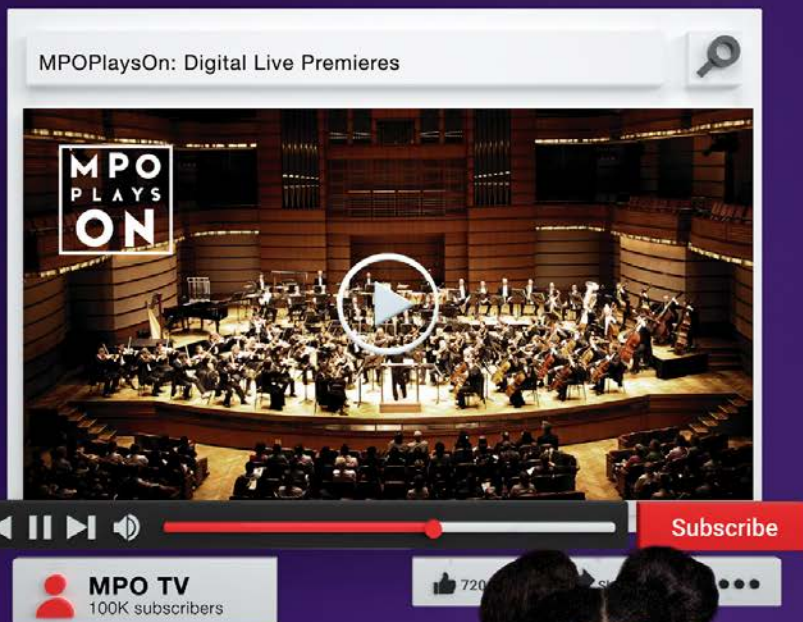 MPOPlaysOn: Digital Live Premieres
MPO
PLAYS
ON
Subscribe
MPO TV
100K subscribers
720